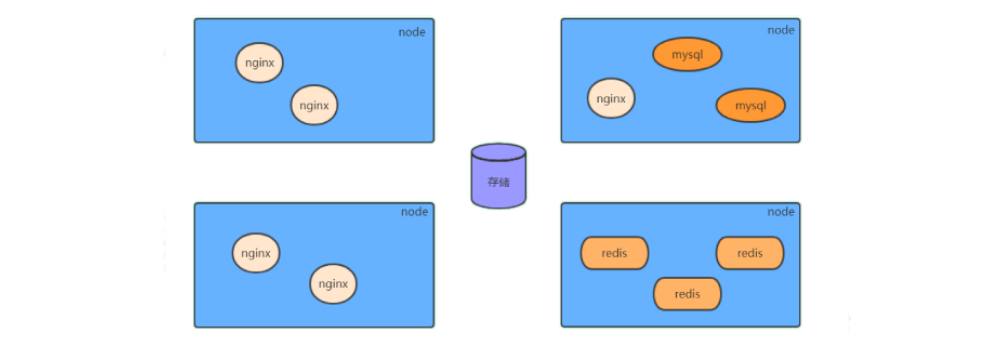 node
nginx
nginx
node
mysql
nginx
mysql
存储
node
nginx
nginx
node
redis
redis
redis